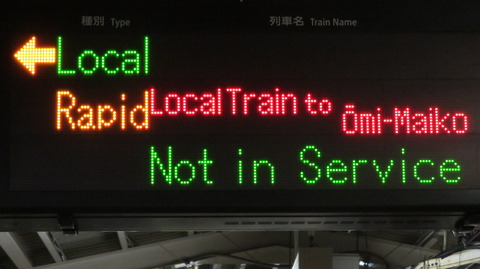 種別 Type 列車名 Train Name
Local
Rapid Local Train to Ōmi-Maiko
Not in Service